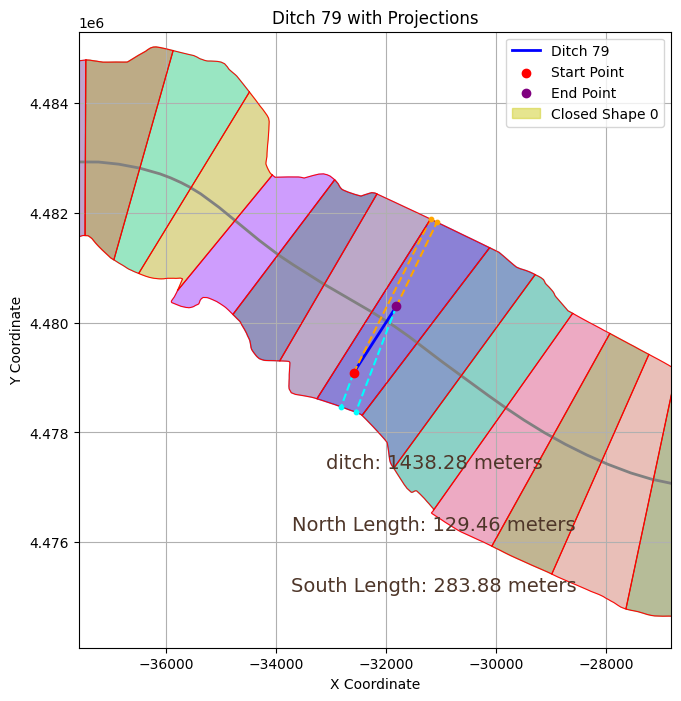 Ditch 79 with Projections
1e6
Ditch 79
Start Point
End Point
Closed Shape 0
4.484
4.482
4.480
4.478
4.476
Y Coordinate
ditch: 1438.28 meters
North Length: 129.46 meters
South Length: 283.88 meters
−36000
−34000
−32000
−30000
−28000
X Coordinate